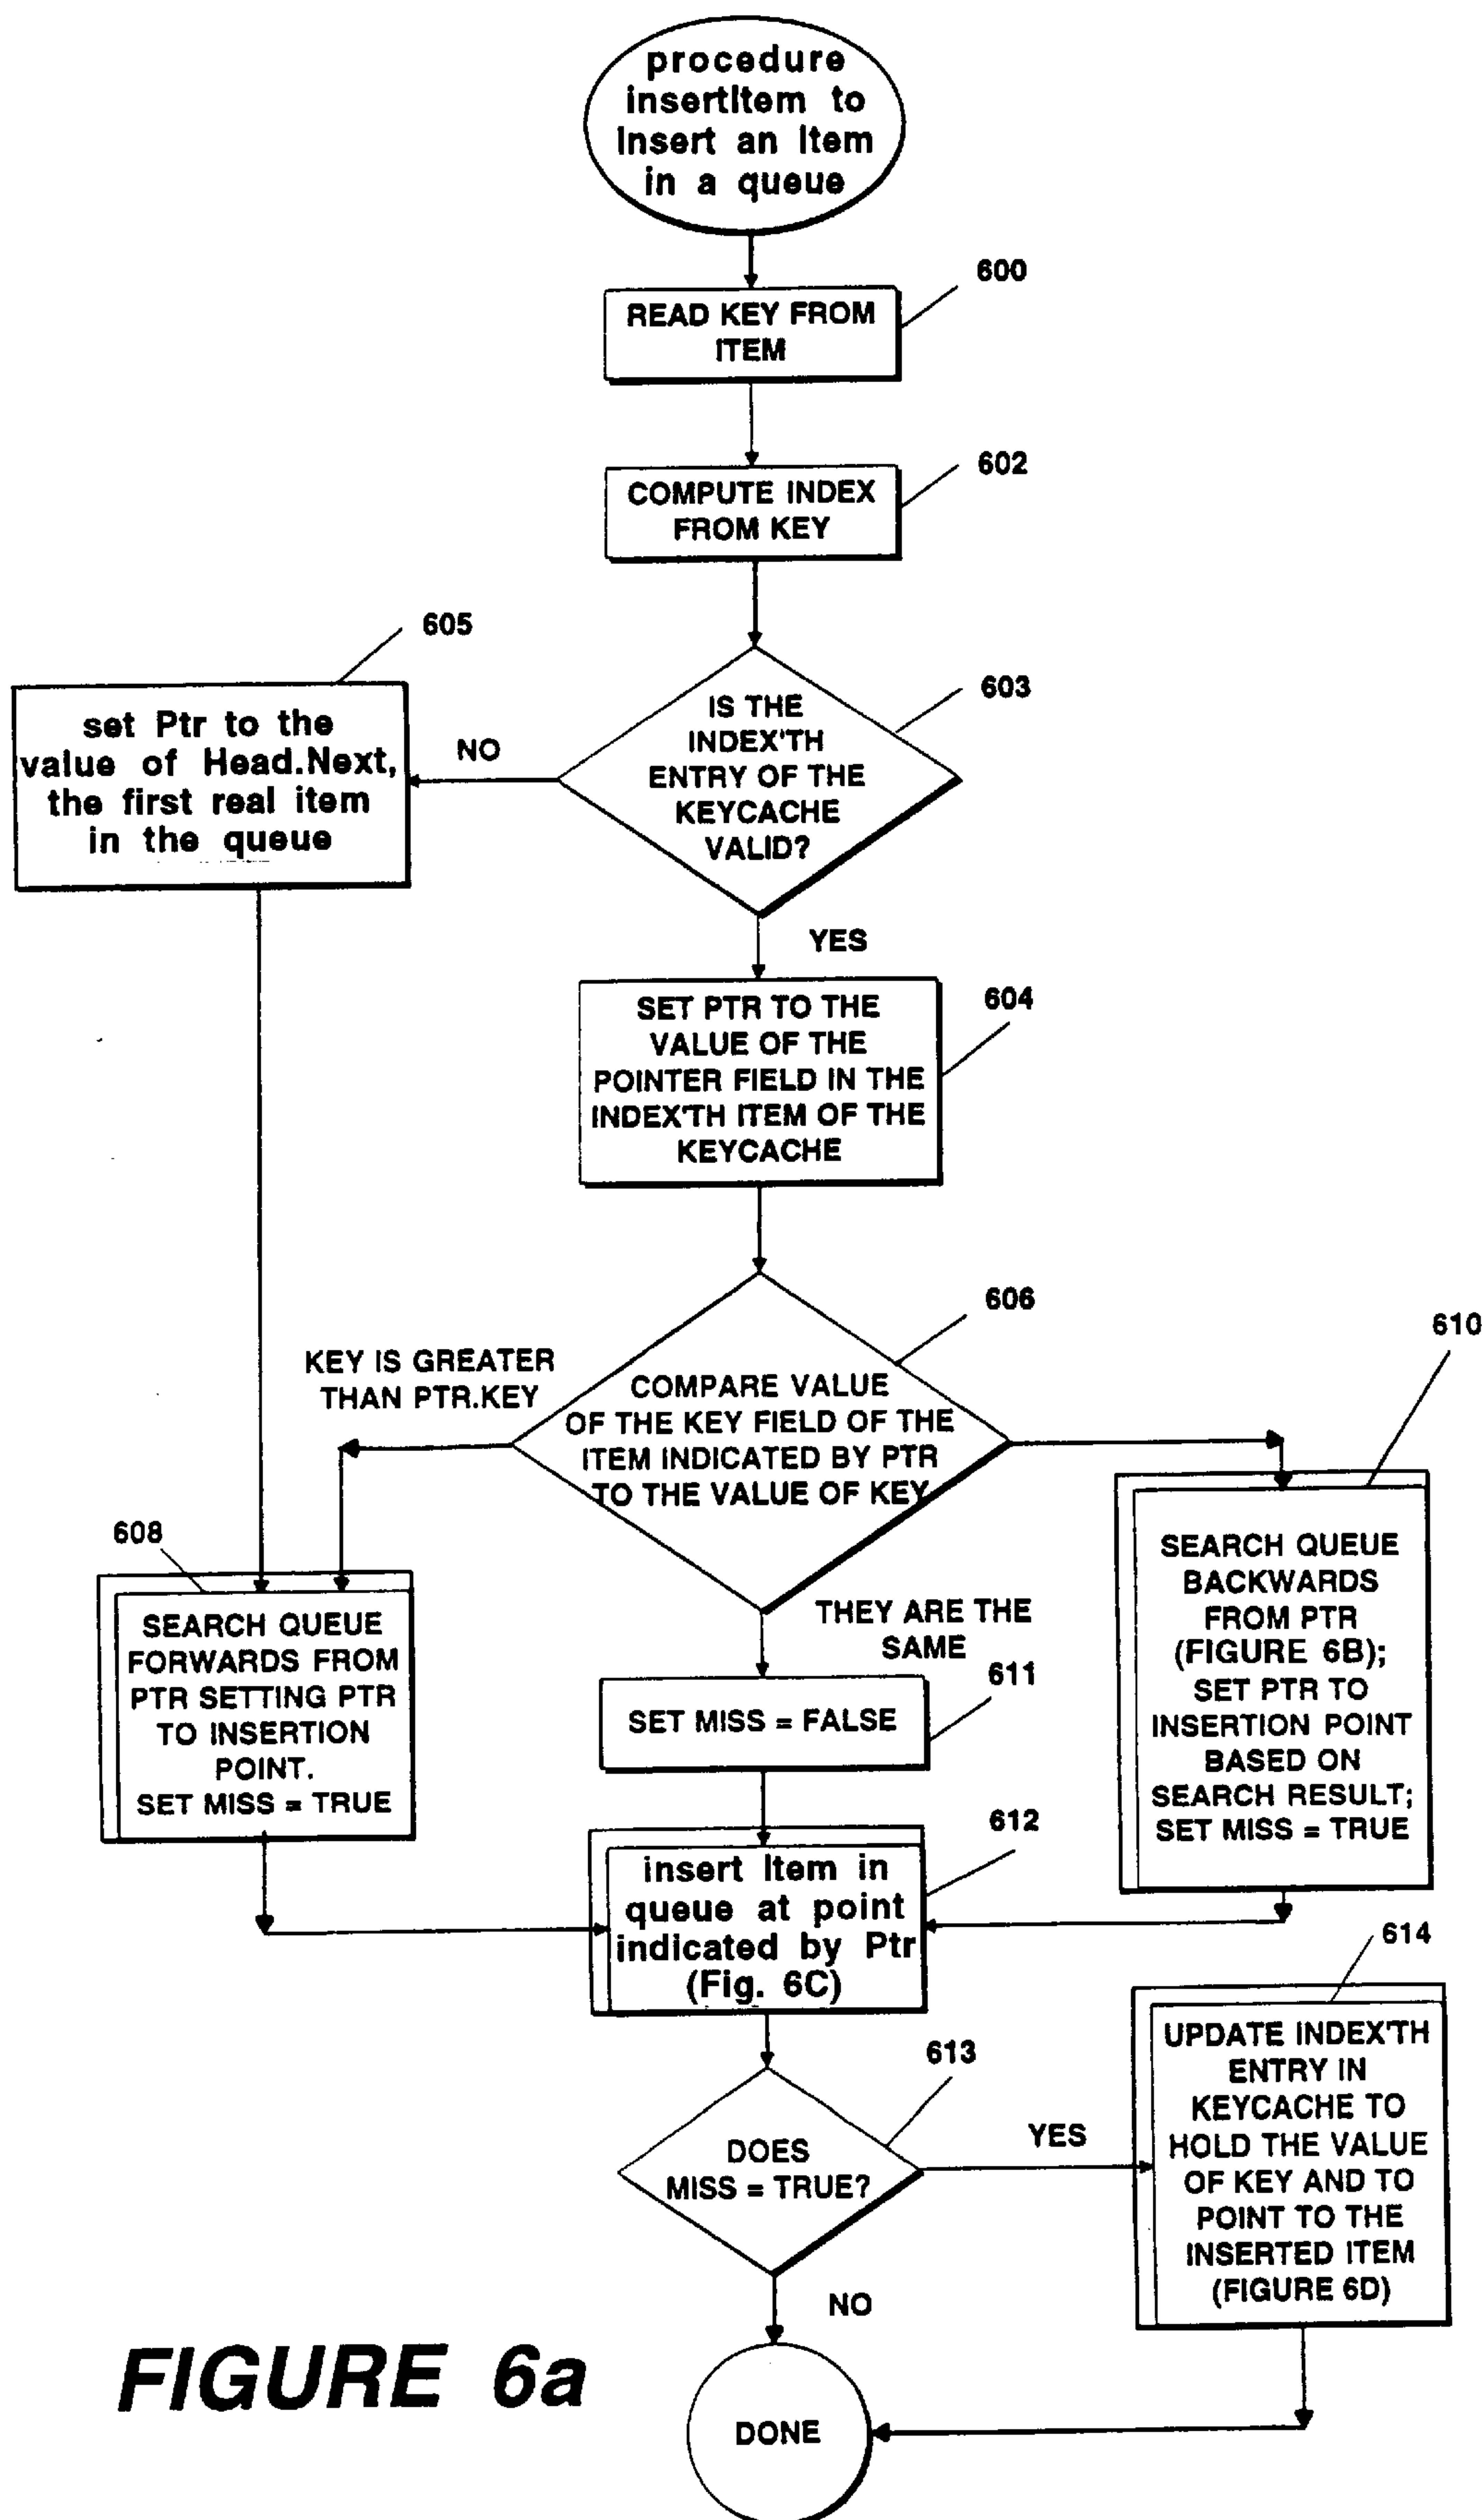 procedure
insertItem to
Insert an Item
in a queue
600
READ KEY FROM
ITEM
602
COMPUTE INDEX
FROM KEY
605
603
set Ptr to the
value of Head.Next,
the first real item
in the queue
NO
IS THE
INDEX'TH
ENTRY OF THE
KEYCACHE
VALID?
YES
604
SET PTR TO THE
VALUE OF THE
POINTER FIELD IN THE
INDEX'TH ITEM OF THE
KEYCACHE
606
610
KEY IS GREATER
THAN PTR.KEY
COMPARE VALUE
OF THE KEY FIELD OF THE
ITEM INDICATED BY PTR
TO THE VALUE OF KEY
608
SEARCH QUEUE
FORWARDS FROM
PTR SETTING PTR
TO INSERTION
POINT.
SET MISS = TRUE
THEY ARE THE
SAME
611
SET MISS = FALSE
SEARCH QUEUE
BACKWARDS
FROM PTR
(FIGURE 6B);
SET PTR TO
INSERTION POINT
BASED ON
SEARCH RESULT;
SET MISS = TRUE
612
insert Item in
queue at point
indicated by Ptr
(Fig. 6C)
614
613
DOES
MISS = TRUE?
YES
UPDATE INDEX'TH
ENTRY IN
KEYCACHE TO
HOLD THE VALUE
OF KEY AND TO
POINT TO THE
INSERTED ITEM
(FIGURE 6D)
NO
DONE
FIGURE 6a